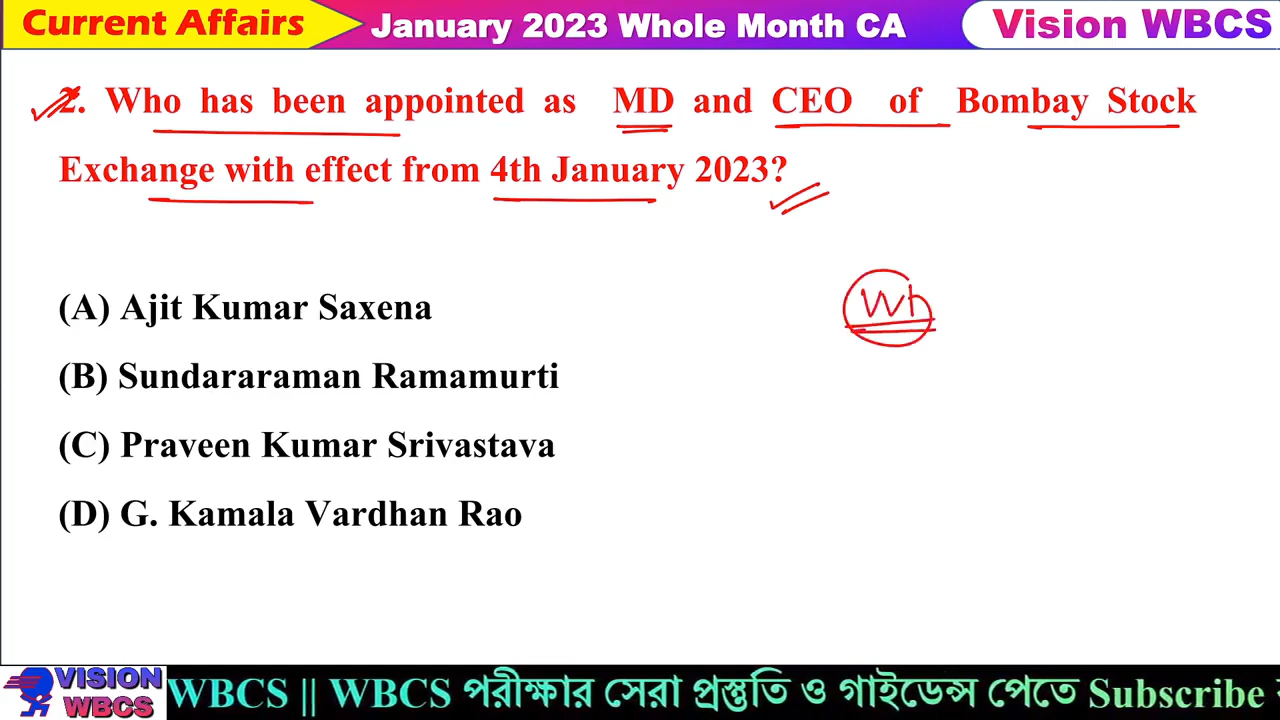 Current Affairs
January 2023 Whole Month CA
Vision WBCS
2. Who has been appointed as MD and CEO of Bombay Stock
Exchange with effect from 4th January 2023?
(A) Ajit Kumar Saxena
Wh
(B) Sundararaman Ramamurti
(C) Praveen Kumar Srivastava
(D) G. Kamala Vardhan Rao
VISION
WBCS
WBCS || WBCS পরীক্ষার সেরা প্রস্তুতি ও গাইডেন্স পেতে Subscribe